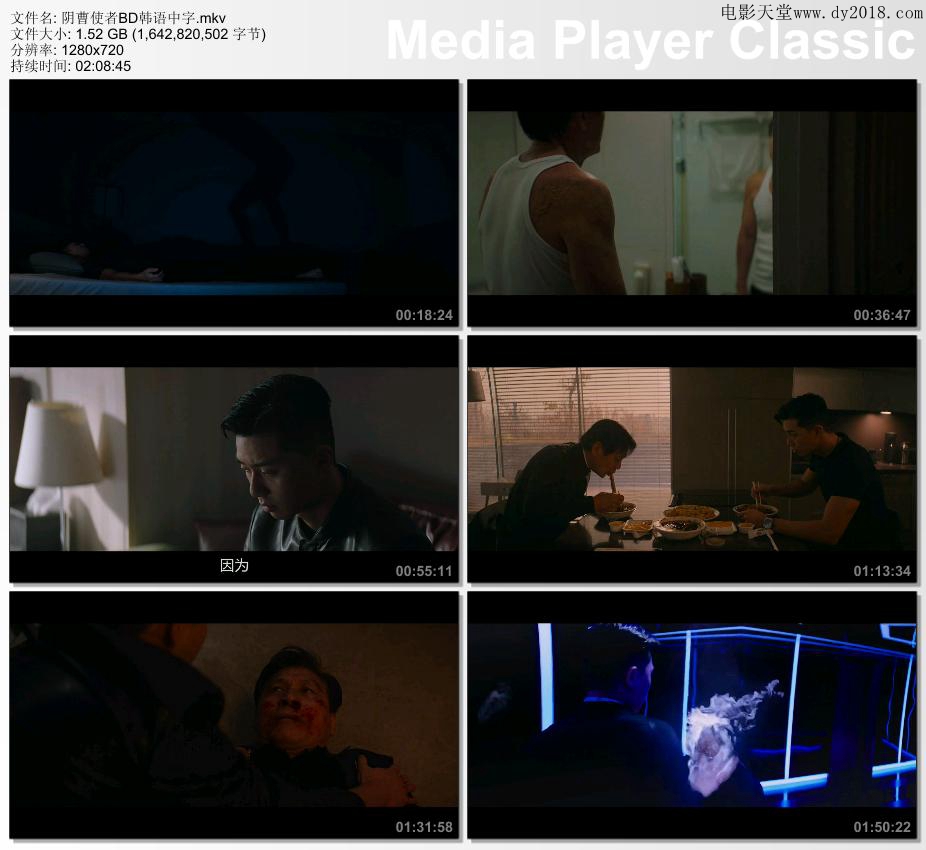 电影天堂www.dy2018.com
文件名: 阴曹使者BD韩语中字.mkv
文件大小: 1.52 GB (1,642,820,502 字节)
分辨率: 1280x720
持续时间: 02:08:45
Media Player Classic
00:18:24
00:36:47
因为
00:55:11
01:13:34
01:31:58
01:50:22